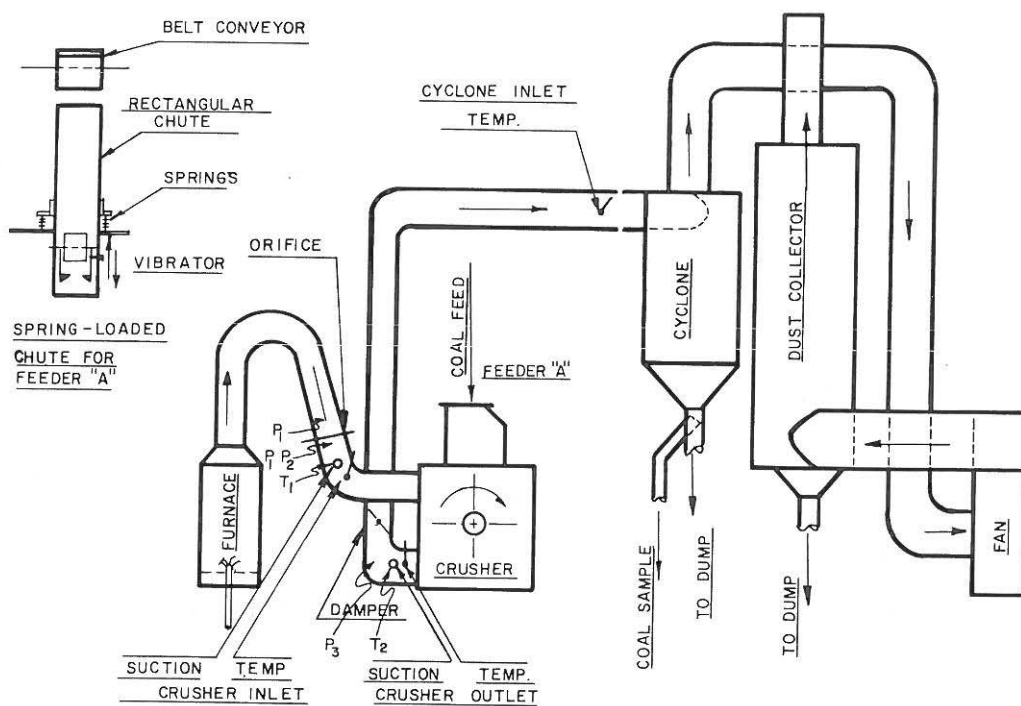 BELT CONVEYOR
RECTANGULAR
CHUTE
SPRINGS
VIBRATOR
SPRING-LOADED
CHUTE FOR
FEEDER "A"
ORIFICE
CYCLONE INLET
TEMP.
COAL FEED
FEEDER "A"
CYCLONE
DUST COLLECTOR
P1
P1 P2
T1
FURNACE
CRUSHER
FAN
DAMPER
P3
T2
SUCTION
TEMP
CRUSHER INLET
SUCTION
TEMP.
CRUSHER OUTLET
COAL SAMPLE
TO DUMP
TO DUMP